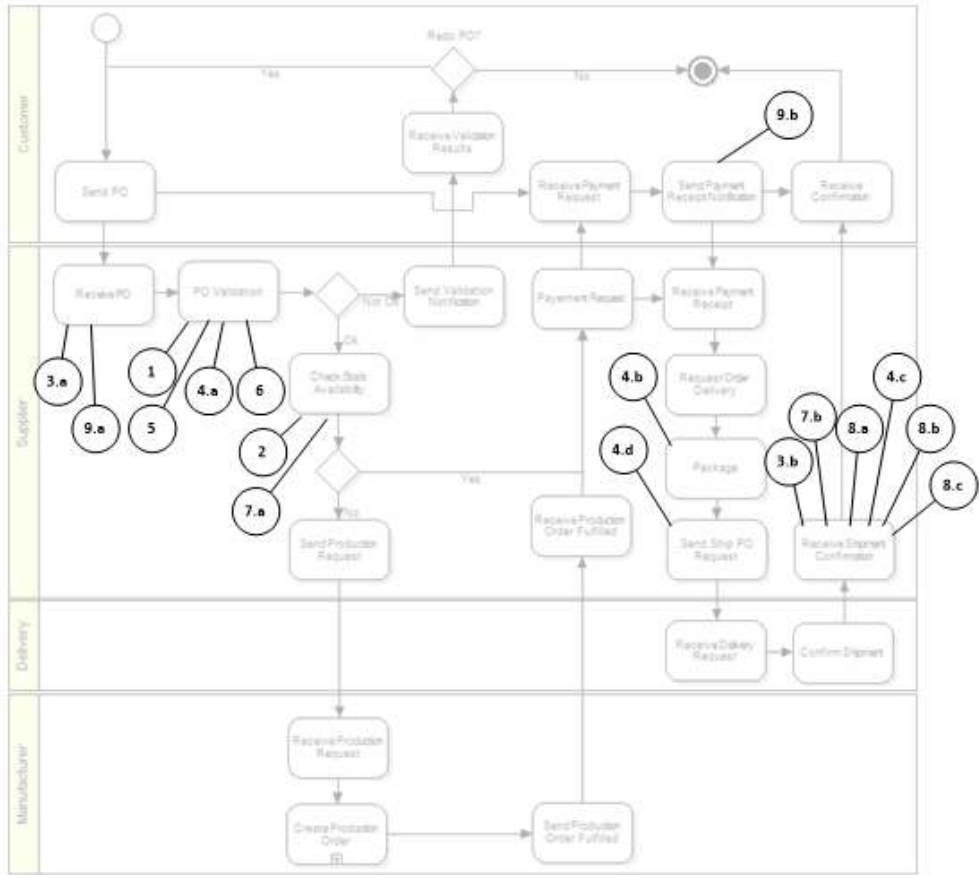 Customer
Redo PO?
Yes
No
9.b
Receive Validation
Results
Send PO
Receive Payment
Request
Send Payment
Receipt Notification
Receive
Confirmation
Supplier
Receive PO
PO Validation
Not Ok
Send Validation
Notification
Payement Request
Receive Payment
Receipt
OK
3.a
1
4.a
6
9.a
5
Check Stock
Availability
4.b
Request Order
Delivery
4.c
7.b
8.a
8.b
2
4.d
Package
3.b
8.c
7.a
Yes
No
Send Production
Request
Receive Production
Order Fulfilled
Send Ship PO
Request
Receive Shipment
Confirmation
Delivery
Receive Delivery
Request
Confirm Shipment
Manufacturer
Receive Production
Request
Create Production
Order
Send Production
Order Fulfilled